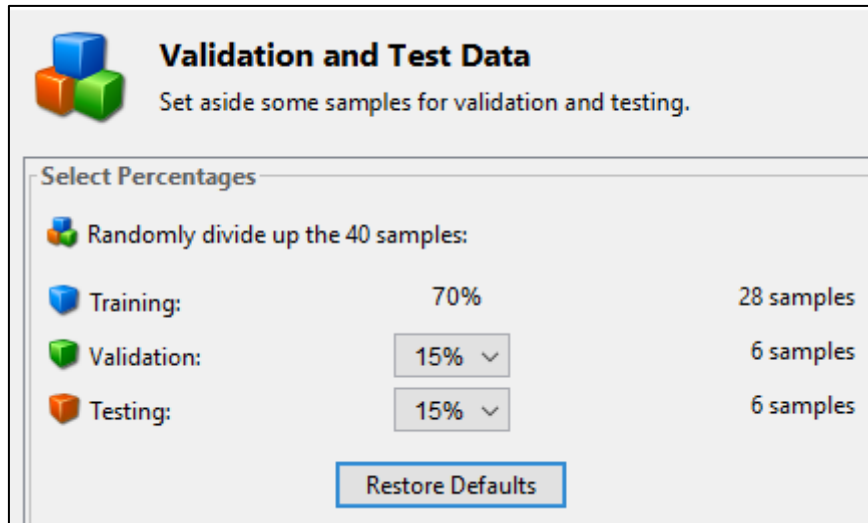 Validation and Test Data
Set aside some samples for validation and testing.
Select Percentages
Randomly divide up the 40 samples:
Training: 70% 28 samples
Validation: 15% 6 samples
Testing: 15% 6 samples
Restore Defaults